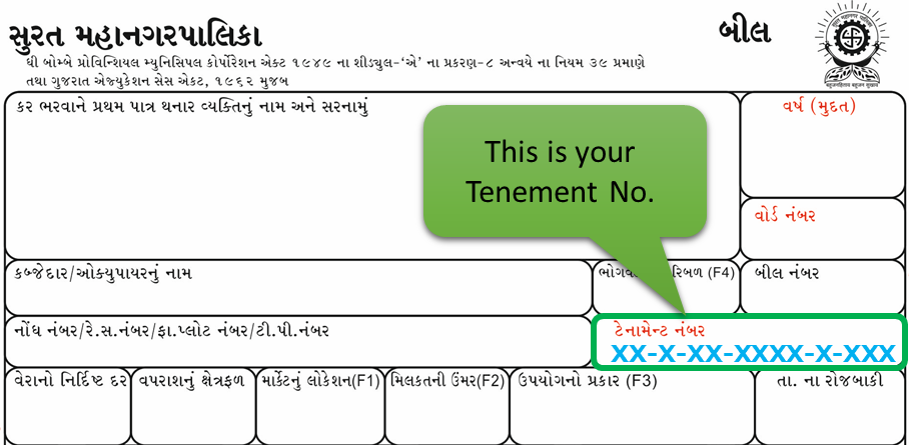 સુરત મહાનગરપાલિકા
બીલ
ધી બોમ્બે પ્રોવિન્શિયલ મ્યુનિસિપલ કોર્પોરેશન એક્ટ ૧૯૪૯ ના શીડ્યુલ-‘એ’ ના પ્રકરણ-૮ અન્વયે ના નિયમ ૩૯ પ્રમાણે
તથા ગુજરાત એજ્યુકેશન સેસ એક્ટ, ૧૯૬૨ મુજબ
કર ભરવાને પ્રથમ પાત્ર થનાર વ્યક્તિનું નામ અને સરનામું
વર્ષ (મુદત)
This is your
Tenement No.
વોર્ડ નંબર
કબ્જેદાર/ઓક્યુપાયરનું નામ
(F4)
બીલ નંબર
નોંધ નંબર/રે.સ.નંબર/ફા.પ્લોટ નંબર/ટી.પી.નંબર
ટેનામેન્ટ નંબર
XX-X-XX-XXXX-X-XXX
વેરાનો નિર્દિષ્ટ દર
વપરાશનું ક્ષેત્રફળ
માર્કેટનું લોકેશન(F1)
મિલકતની ઉંમર(F2)
ઉપયોગનો પ્રકાર (F3)
તા. ના રોજબાકી